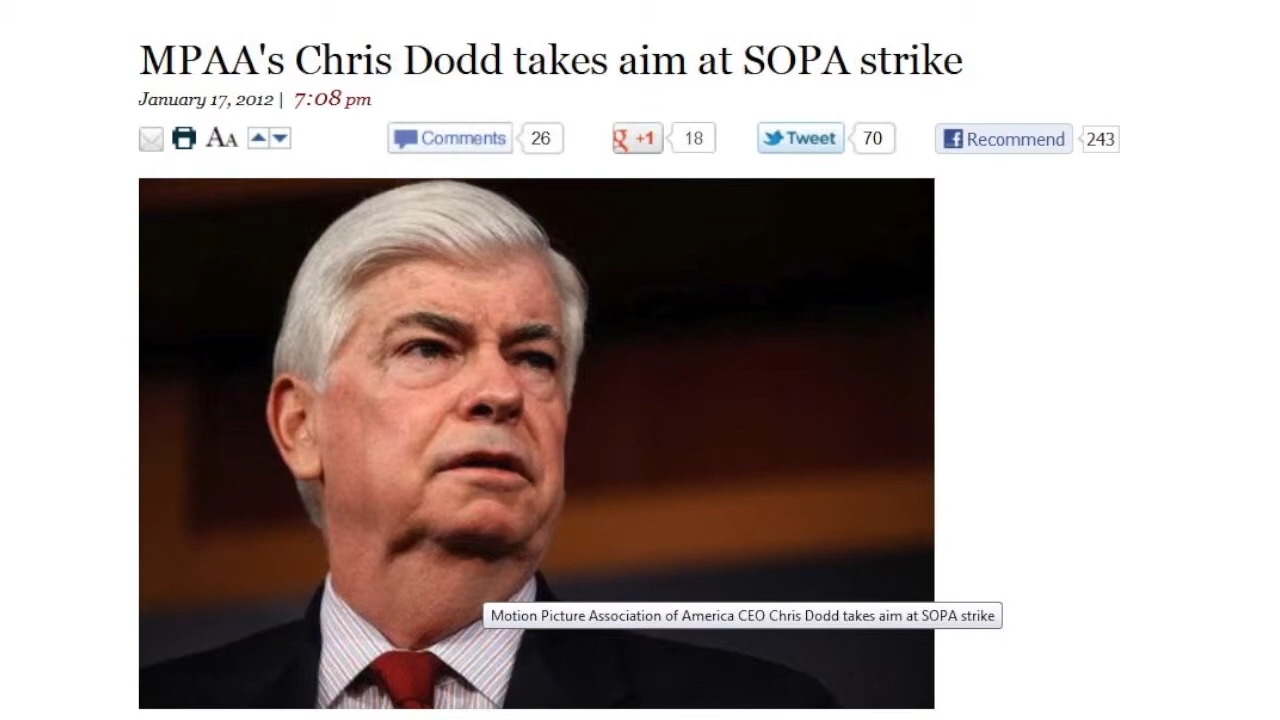 MPAA's Chris Dodd takes aim at SOPA strike
January 17, 2012 | 7:08 pm
AA Comments 26 g +1 18 Tweet 70 f Recommend 243
Motion Picture Association of America CEO Chris Dodd takes aim at SOPA strike